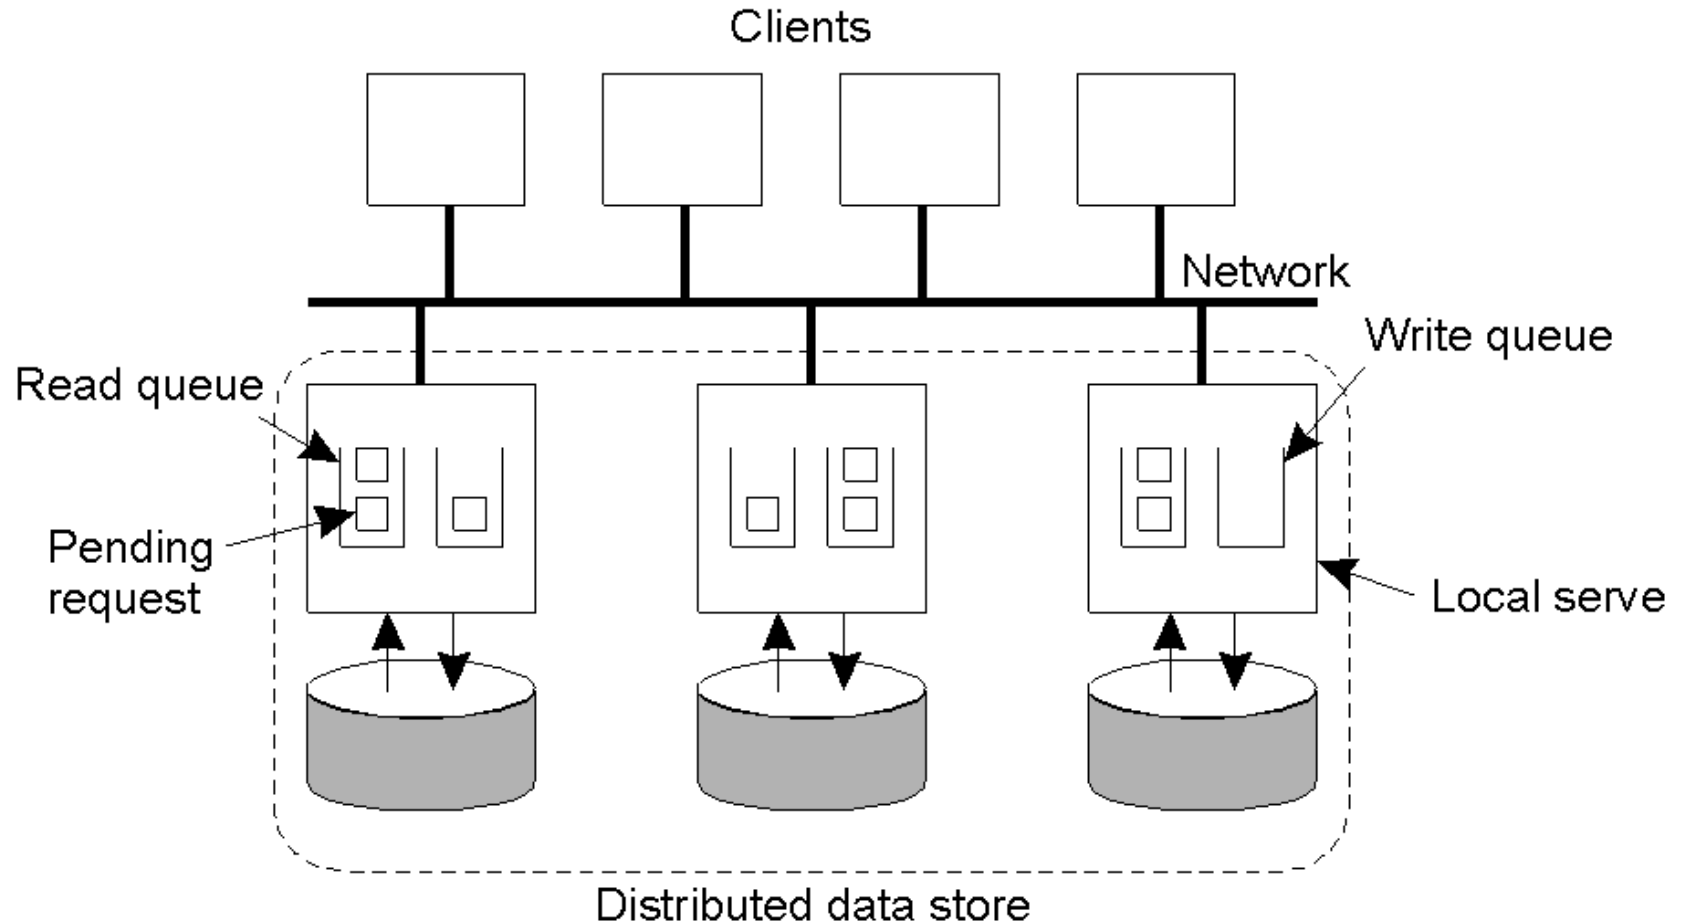 Clients
Network
Write queue
Read queue
Pending
request
Local serve
Distributed data store